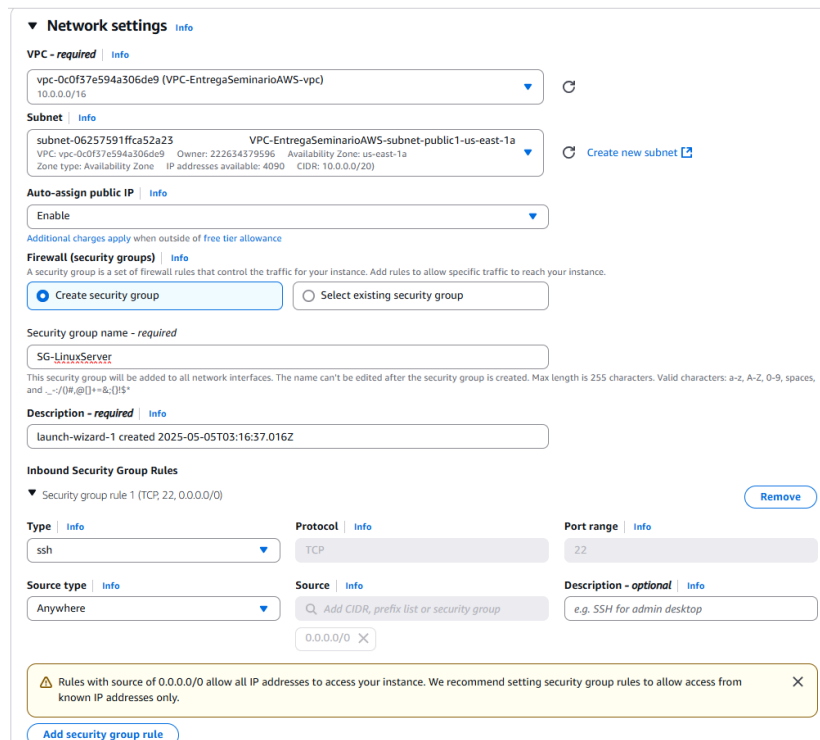 Network settings Info
VPC - required Info
vpc-0c0f37e594a306de9 (VPC-EntregaSeminarioAWS-vpc)
10.0.0.0/16
Subnet Info
subnet-06257591ffca52a23 VPC-EntregaSeminarioAWS-subnet-public1-us-east-1a
VPC: vpc-0c0f37e594a306de9 Owner: 222634379596 Availability Zone: us-east-1a
Zone type: Availability Zone IP addresses available: 4090 CIDR: 10.0.0.0/20)
Create new subnet
Auto-assign public IP Info
Enable
Additional charges apply when outside of free tier allowance
Firewall (security groups) Info
A security group is a set of firewall rules that control the traffic for your instance. Add rules to allow specific traffic to reach your instance.
Create security group Select existing security group
Security group name - required
SG-LinuxServer
This security group will be added to all network interfaces. The name can't be edited after the security group is created. Max length is 255 characters. Valid characters: a-z, A-Z, 0-9, spaces,
and ._-:/()#,@[]+=&;{}!$*
Description - required Info
launch-wizard-1 created 2025-05-05T03:16:37.016Z
Inbound Security Group Rules
Security group rule 1 (TCP, 22, 0.0.0.0/0) Remove
Type Info Protocol Info Port range Info
ssh TCP 22
Source type Info Source Info Description - optional Info
Anywhere Add CIDR, prefix list or security group e.g. SSH for admin desktop
0.0.0.0/0
Rules with source of 0.0.0.0/0 allow all IP addresses to access your instance. We recommend setting security group rules to allow access from
known IP addresses only.
Add security group rule